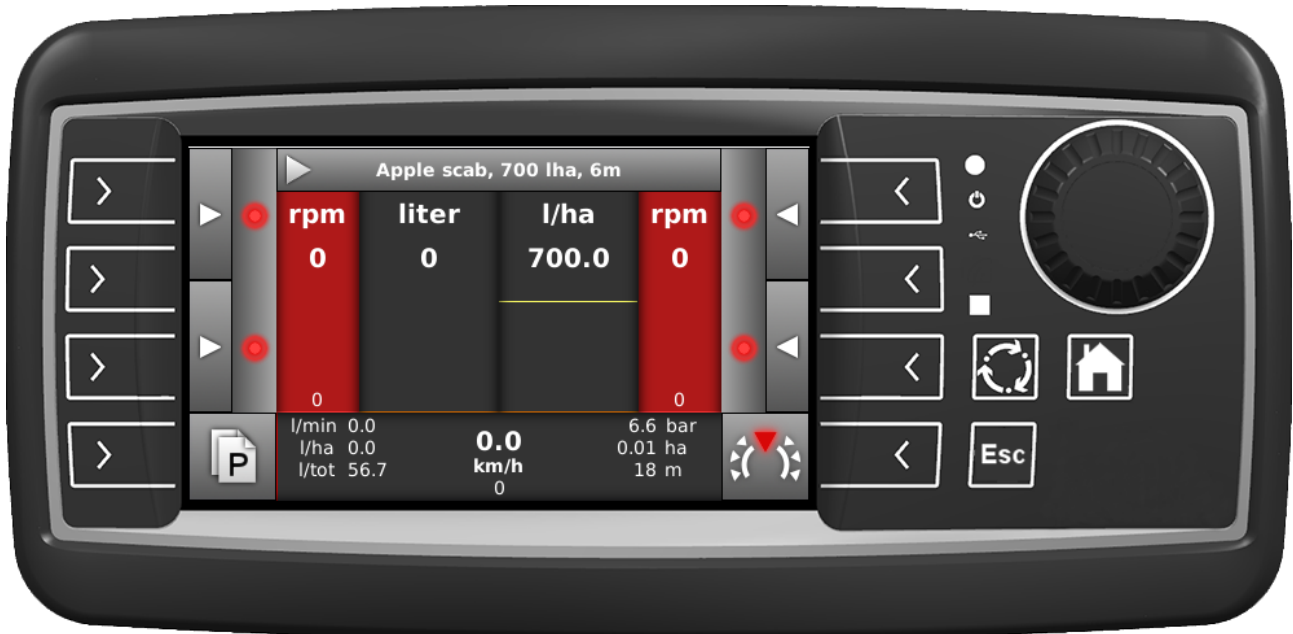 Apple scab, 700 lha, 6m
rpm liter l/ha rpm
0 0 700.0 0
0 0
l/min 0.0
l/ha 0.0
l/tot 56.7
0.0
km/h
0
6.6 bar
0.01 ha
18 m
P
Esc